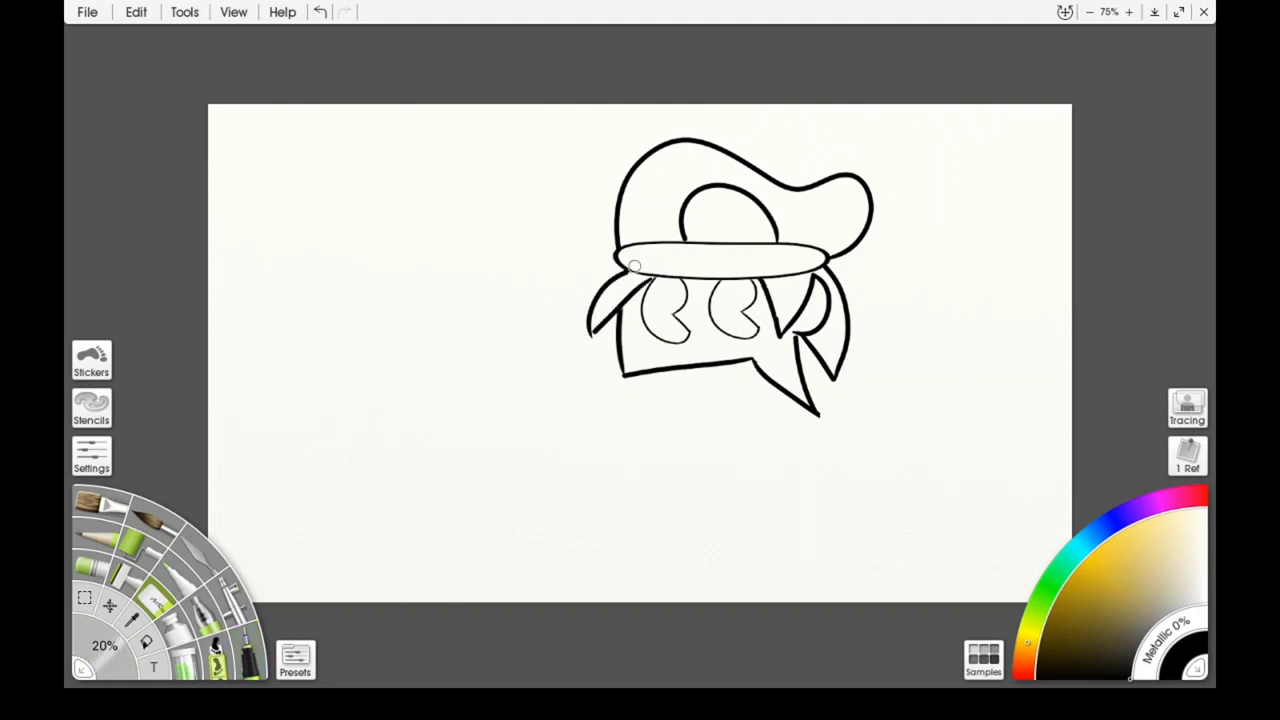 File Edit Tools View Help 75%
Stickers
Stencils
Settings
Tracing
1 Ref
20%
T
Presets
Samples
Metallic 0%